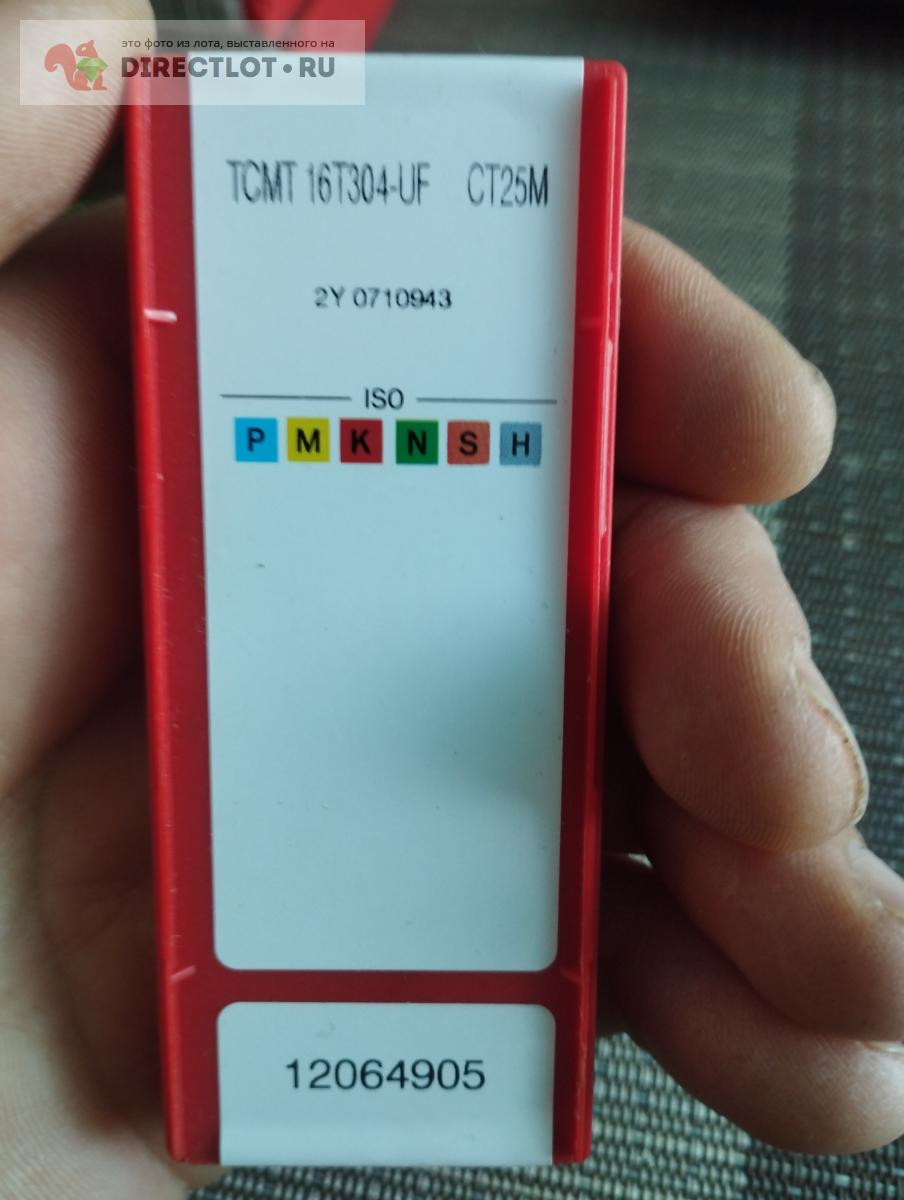 это фото из лота, выставленного на
DIRECTLOT•RU
TCMT 16T304-UF CT25M
2Y 0710943
ISO
P M K N S H
12064905